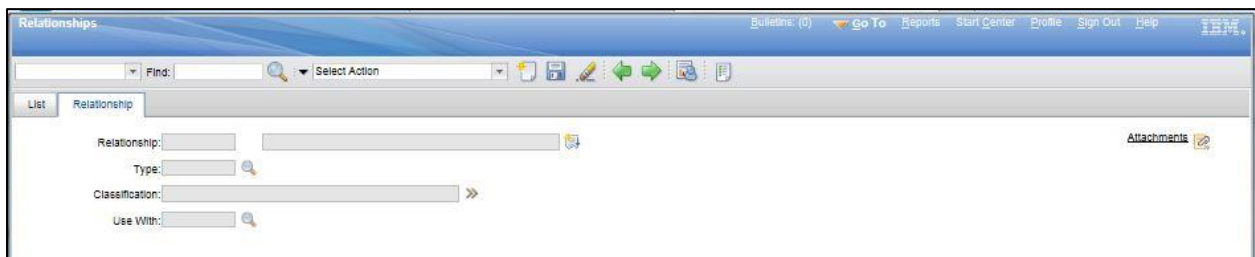 Relationships Bulletins: (0) Go To Reports Start Center Profile Sign Out Help IBM.
Find: Select Action
List Relationship
Relationship: Attachments
Type:
Classification:
Use With: